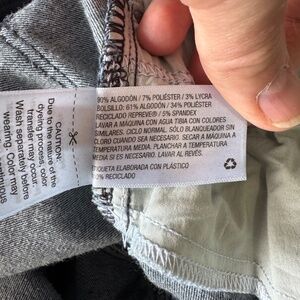 90% ALGODÓN / 7% POLIÉSTER / 3% LYCRA
BOLSILLO: 61% ALGODÓN / 34% POLIÉSTER
RECICLADO REPREVE® / 5% SPANDEX
LAVAR A MÁQUINA CON AGUA TIBIA CON COLORES
SIMILARES. CICLO NORMAL. SÓLO BLANQUEADOR SIN
CLORO CUANDO SEA NECESARIO. SECAR A MÁQUINA A
TEMPERATURA MEDIA. PLANCHAR A TEMPERATURA
MEDIA SI ES NECESARIO. LAVAR AL REVÉS.
ETIQUETA ELABORADA CON PLÁSTICO
RECICLADO
CAUTION:
Due to the nature of the
dyeing process, color
transfer may occur.
Wash separately before
wearing. Color may